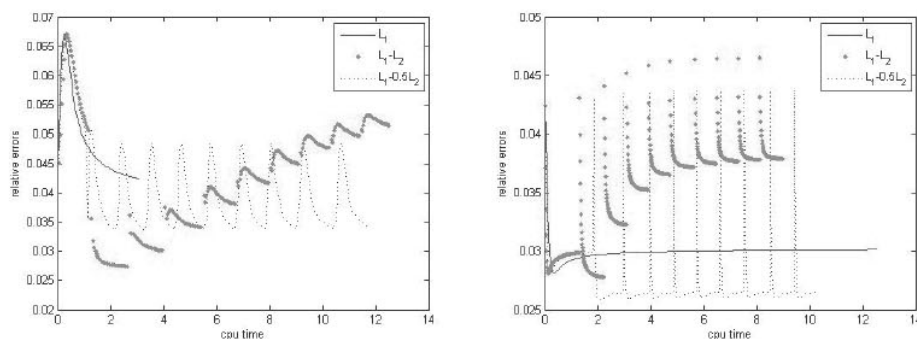 0.07
0.065
0.06
0.055
0.05
0.045
0.04
0.035
0.03
0.025
0.02
relative errors
0 2 4 6 8 10 12 14
cpu time
L1
L1-L2
L1-0.5L2
0.05
0.045
0.04
0.035
0.03
0.025
relative errors
0 2 4 6 8 10 12 14
cpu time
L1
L1-L2
L1-0.5L2